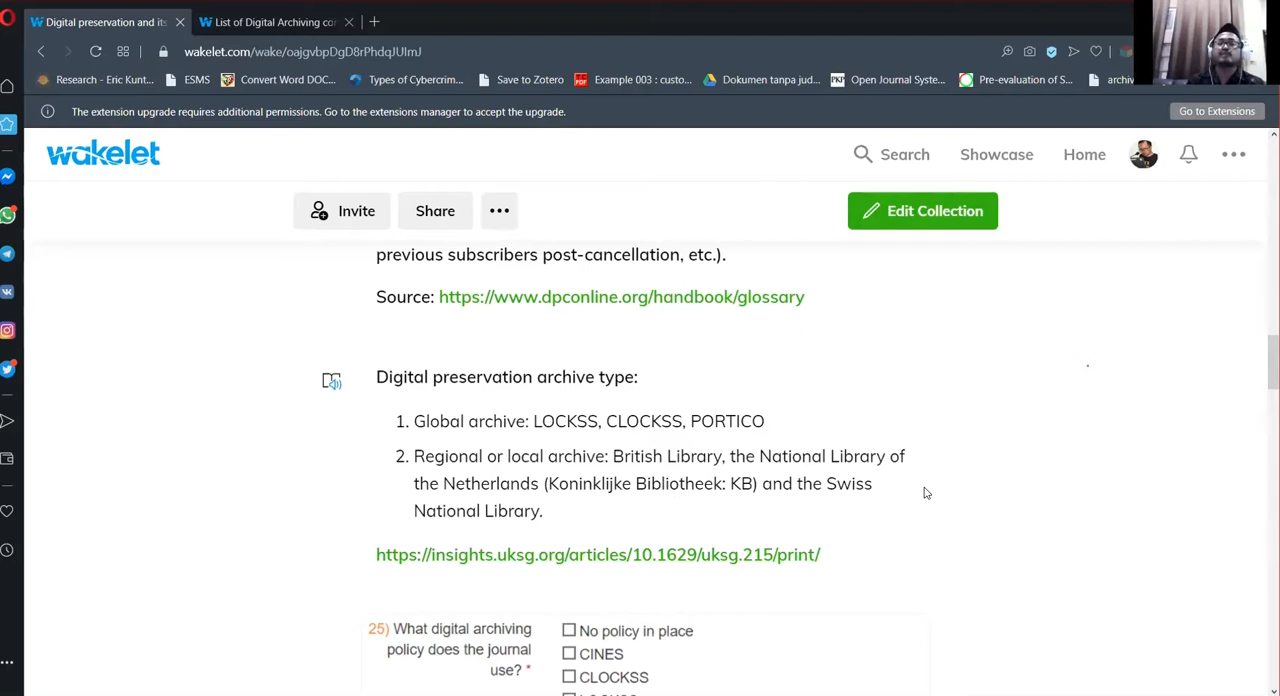 Digital preservation and its
List of Digital Archiving co
wakelet.com/wake/oajgvbpDgD8rPhdqJUImJ
Research - Eric Kunt...
ESMS
Convert Word DOC...
Types of Cybercrim...
Save to Zotero
Example 003 : custo...
Dokumen tanpa jud...
Open Journal Syste...
Pre-evaluation of S...
archiv
The extension upgrade requires additional permissions. Go to the extensions manager to accept the upgrade.
Go to Extensions
wakelet
Search
Showcase
Home
Invite
Share
Edit Collection
previous subscribers post-cancellation, etc.).
Source: https://www.dpconline.org/handbook/glossary
Digital preservation archive type:
1. Global archive: LOCKSS, CLOCKSS, PORTICO
2. Regional or local archive: British Library, the National Library of
the Netherlands (Koninklijke Bibliotheek: KB) and the Swiss
National Library.
https://insights.uksg.org/articles/10.1629/uksg.215/print/
25) What digital archiving
policy does the journal
use? *
No policy in place
CINES
CLOCKSS